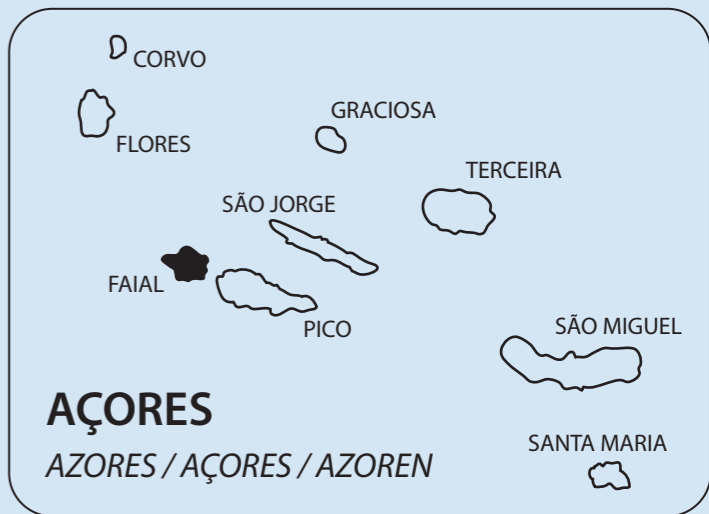 CORVO
GRACIOSA
FLORES
TERCEIRA
SÃO JORGE
FAIAL
PICO
SÃO MIGUEL
AÇORES
SANTA MARIA
AZORES / AÇORES / AZOREN